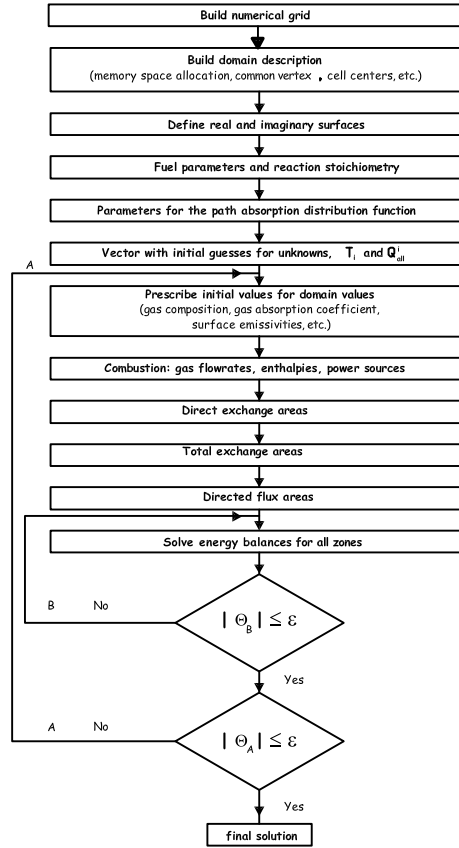 Build numerical grid
Build domain description
(memory space allocation, common vertex , cell centers, etc.)
Define real and imaginary surfaces
Fuel parameters and reaction stoichiometry
Parameters for the path absorption distribution function
Vector with initial guesses for unknowns, T_i and Q^i_all
A
Prescribe initial values for domain values
(gas composition, gas absorption coefficient,
surface emissivities, etc.)
Combustion: gas flowrates, enthalpies, power sources
Direct exchange areas
Total exchange areas
Directed flux areas
Solve energy balances for all zones
B No
| Θ_B | ≤ ε
Yes
A No
| Θ_A | ≤ ε
Yes
final solution